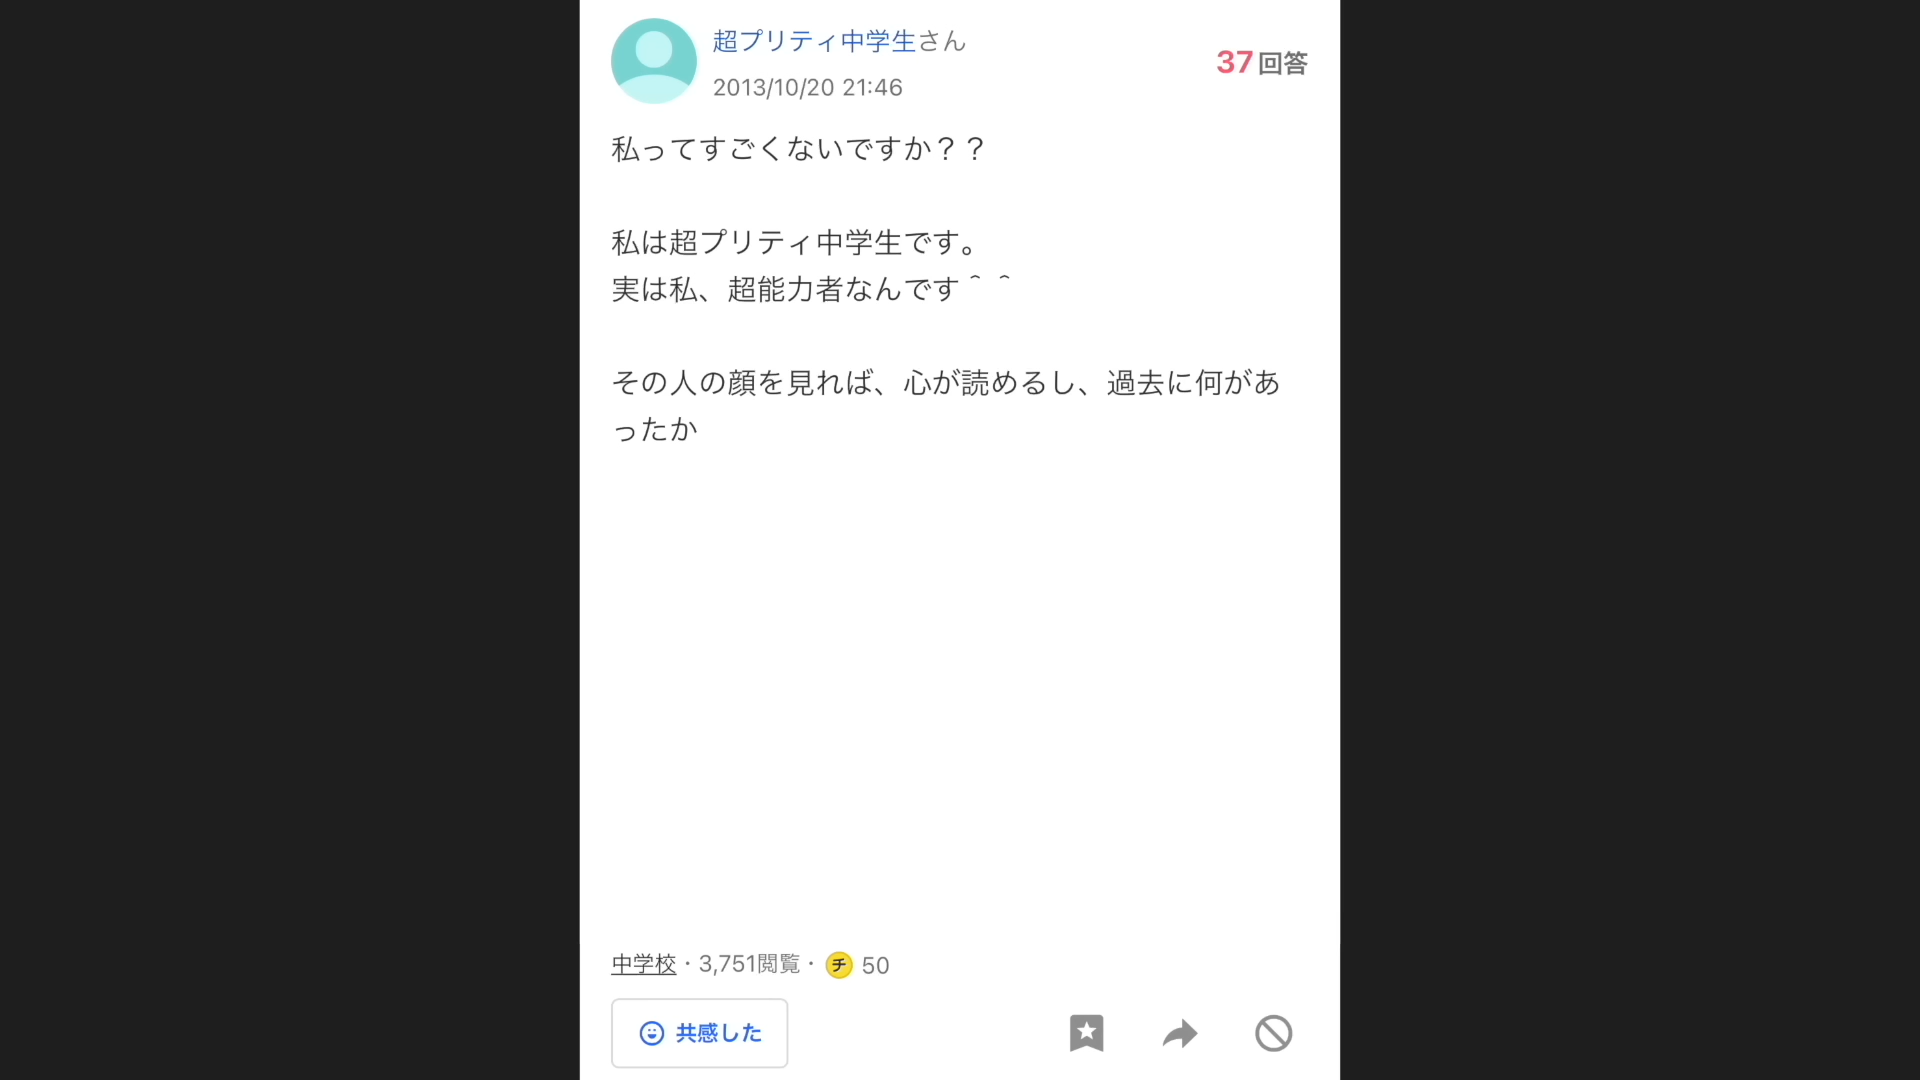 超プリティ中学生さん
2013/10/20 21:46
37回答
私ってすごくないですか？？
私は超プリティ中学生です。
実は私、超能力者なんです＾ ＾
その人の顔を見れば、心が読めるし、過去に何があ
ったか
中学校・3,751閲覧・チ 50
共感した